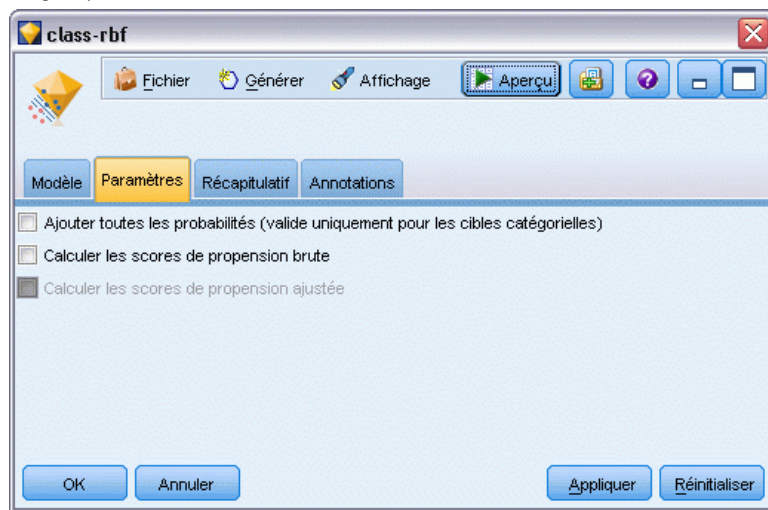 class-rbf
Fichier Générer Affichage Aperçu
Modèle Paramètres Récapitulatif Annotations
Ajouter toutes les probabilités (valide uniquement pour les cibles catégorielles)
Calculer les scores de propension brute
Calculer les scores de propension ajustée
OK Annuler Appliquer Réinitialiser